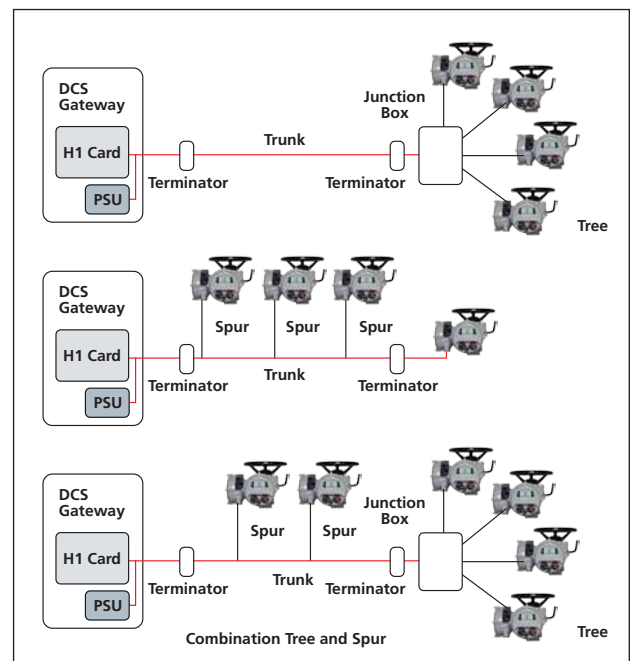 DCS
Gateway
H1 Card
PSU
Terminator
Trunk
Terminator
Junction
Box
Tree
DCS
Gateway
H1 Card
PSU
Terminator
Spur
Spur
Spur
Trunk
Terminator
DCS
Gateway
H1 Card
PSU
Terminator
Spur
Spur
Trunk
Terminator
Junction
Box
Tree
Combination Tree and Spur